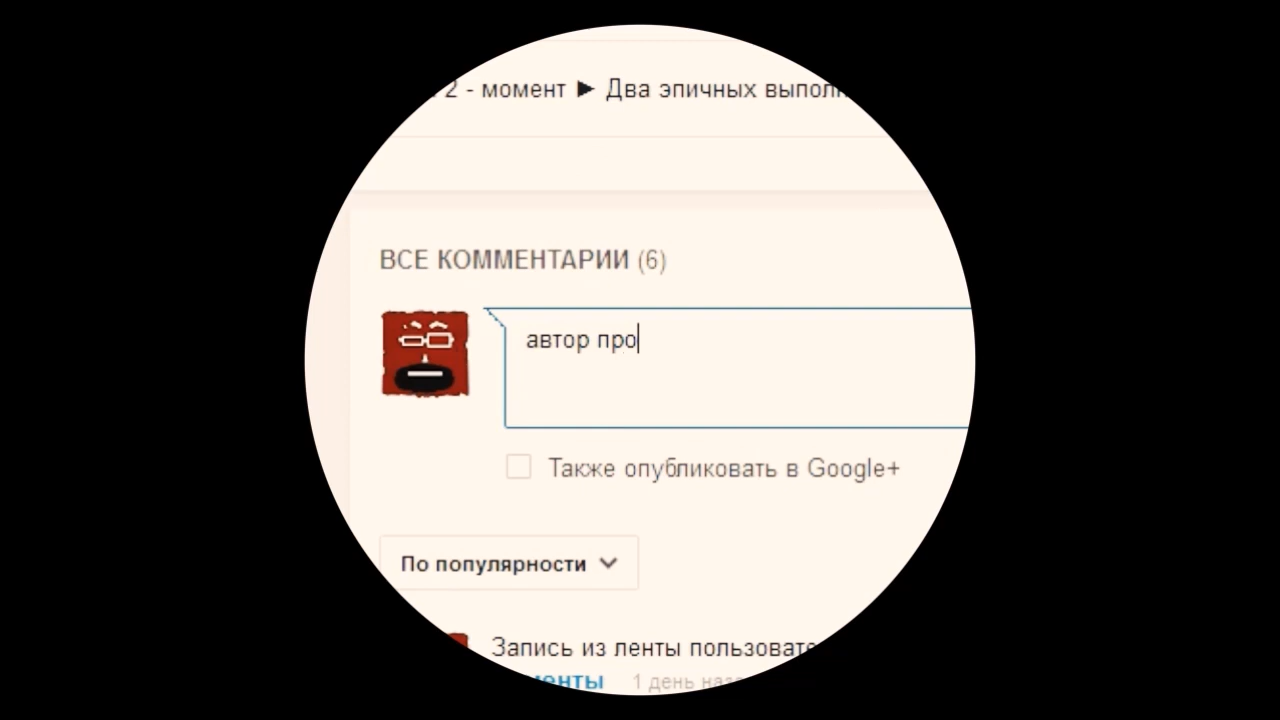 2 - момент ► Два эпичных
ВСЕ КОММЕНТАРИИ (6)
автор про
Также опубликовать в Google+
По популярности
Запись из ленты
1 день